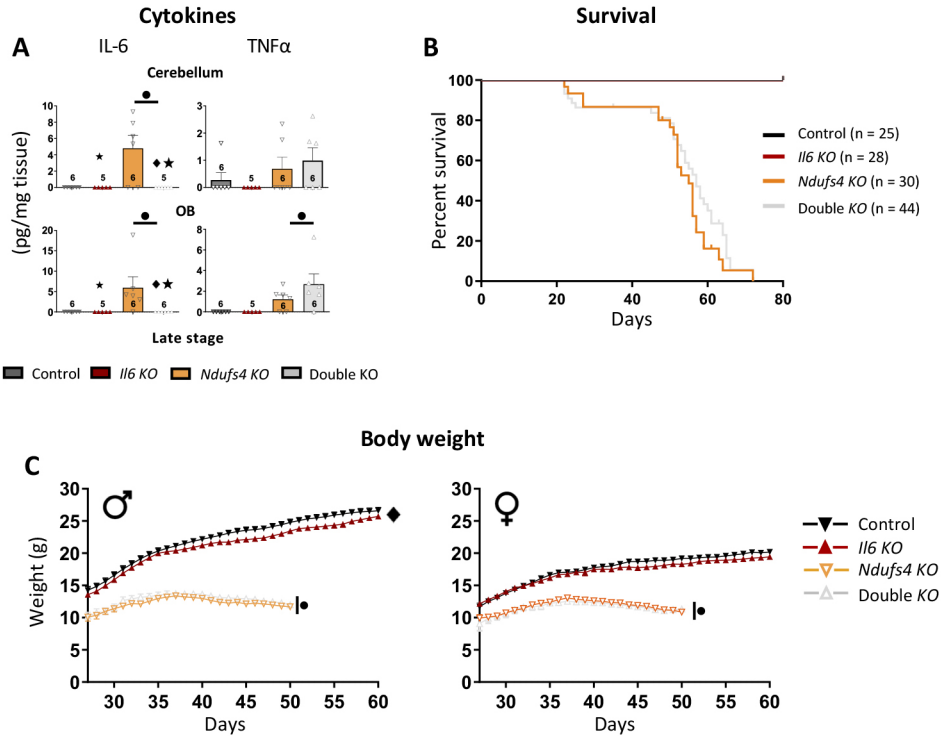 Cytokines
Survival
A
IL-6
TNFα
B
Cerebellum
(pg/mg tissue)
10
8
6
4
2
0
6
5
6
5
3
2
1
0
6
5
6
6
OB
20
15
10
5
0
6
5
6
6
8
6
4
2
0
6
5
6
6
Late stage
Control
Il6 KO
Ndufs4 KO
Double KO
Percent survival
100
80
60
40
20
0
0
20
40
60
80
Days
Control (n = 25)
Il6 KO (n = 28)
Ndufs4 KO (n = 30)
Double KO (n = 44)
Body weight
C
Weight (g)
30
25
20
15
10
5
0
30
35
40
45
50
55
60
Days
30
25
20
15
10
5
0
30
35
40
45
50
55
60
Days
Control
Il6 KO
Ndufs4 KO
Double KO